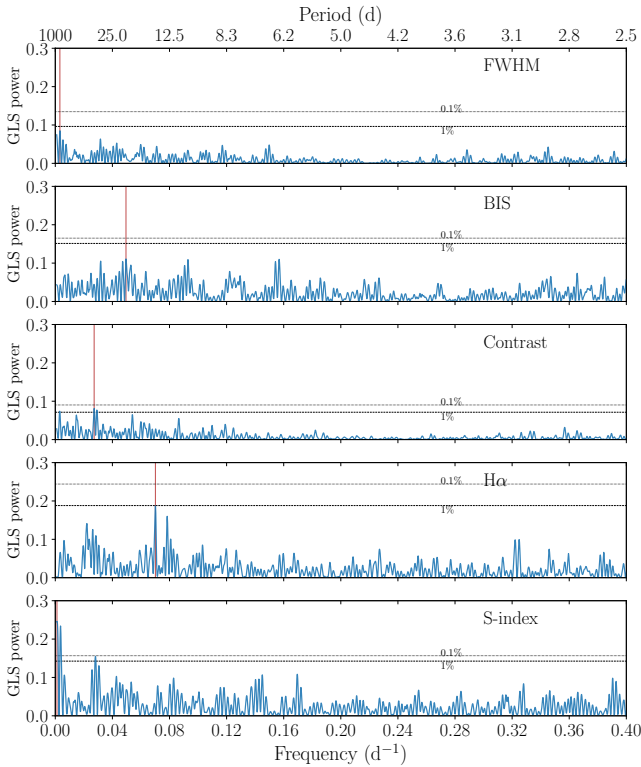 Period (d)
1000 25.0 12.5 8.3 6.2 5.0 4.2 3.6 3.1 2.8 2.5
0.3
FWHM
0.2
GLS power
0.1%
0.1
1%
0.0
0.3
BIS
0.2
GLS power
0.1%
1%
0.1
0.0
0.3
Contrast
0.2
GLS power
0.1%
0.1
1%
0.0
0.3
Hα
0.1%
0.2
GLS power
1%
0.1
0.0
0.3
S-index
0.2
GLS power
0.1%
1%
0.1
0.0
0.00 0.04 0.08 0.12 0.16 0.20 0.24 0.28 0.32 0.36 0.40
Frequency (d⁻¹)